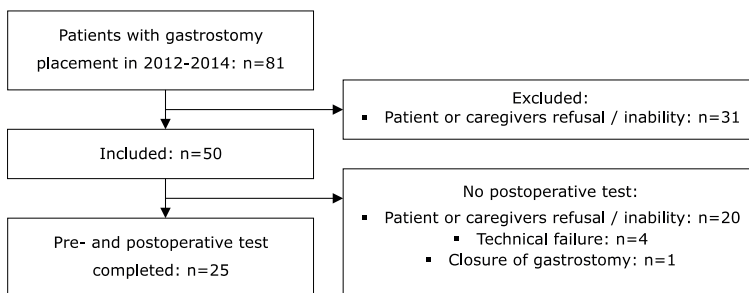 Patients with gastrostomy
placement in 2012-2014: n=81
Excluded:
▪ Patient or caregivers refusal / inability: n=31
Included: n=50
No postoperative test:
▪ Patient or caregivers refusal / inability: n=20
▪ Technical failure: n=4
▪ Closure of gastrostomy: n=1
Pre- and postoperative test
completed: n=25